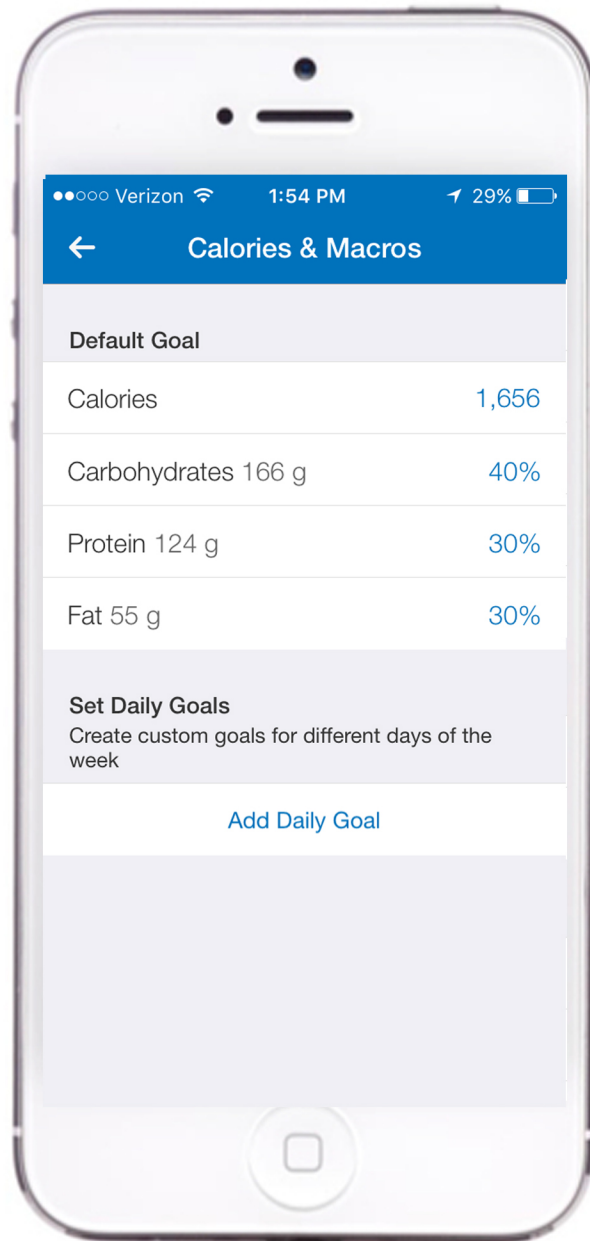 Verizon 1:54 PM 29%
Calories & Macros
Default Goal
Calories 1,656
Carbohydrates 166 g 40%
Protein 124 g 30%
Fat 55 g 30%
Set Daily Goals
Create custom goals for different days of the
week
Add Daily Goal